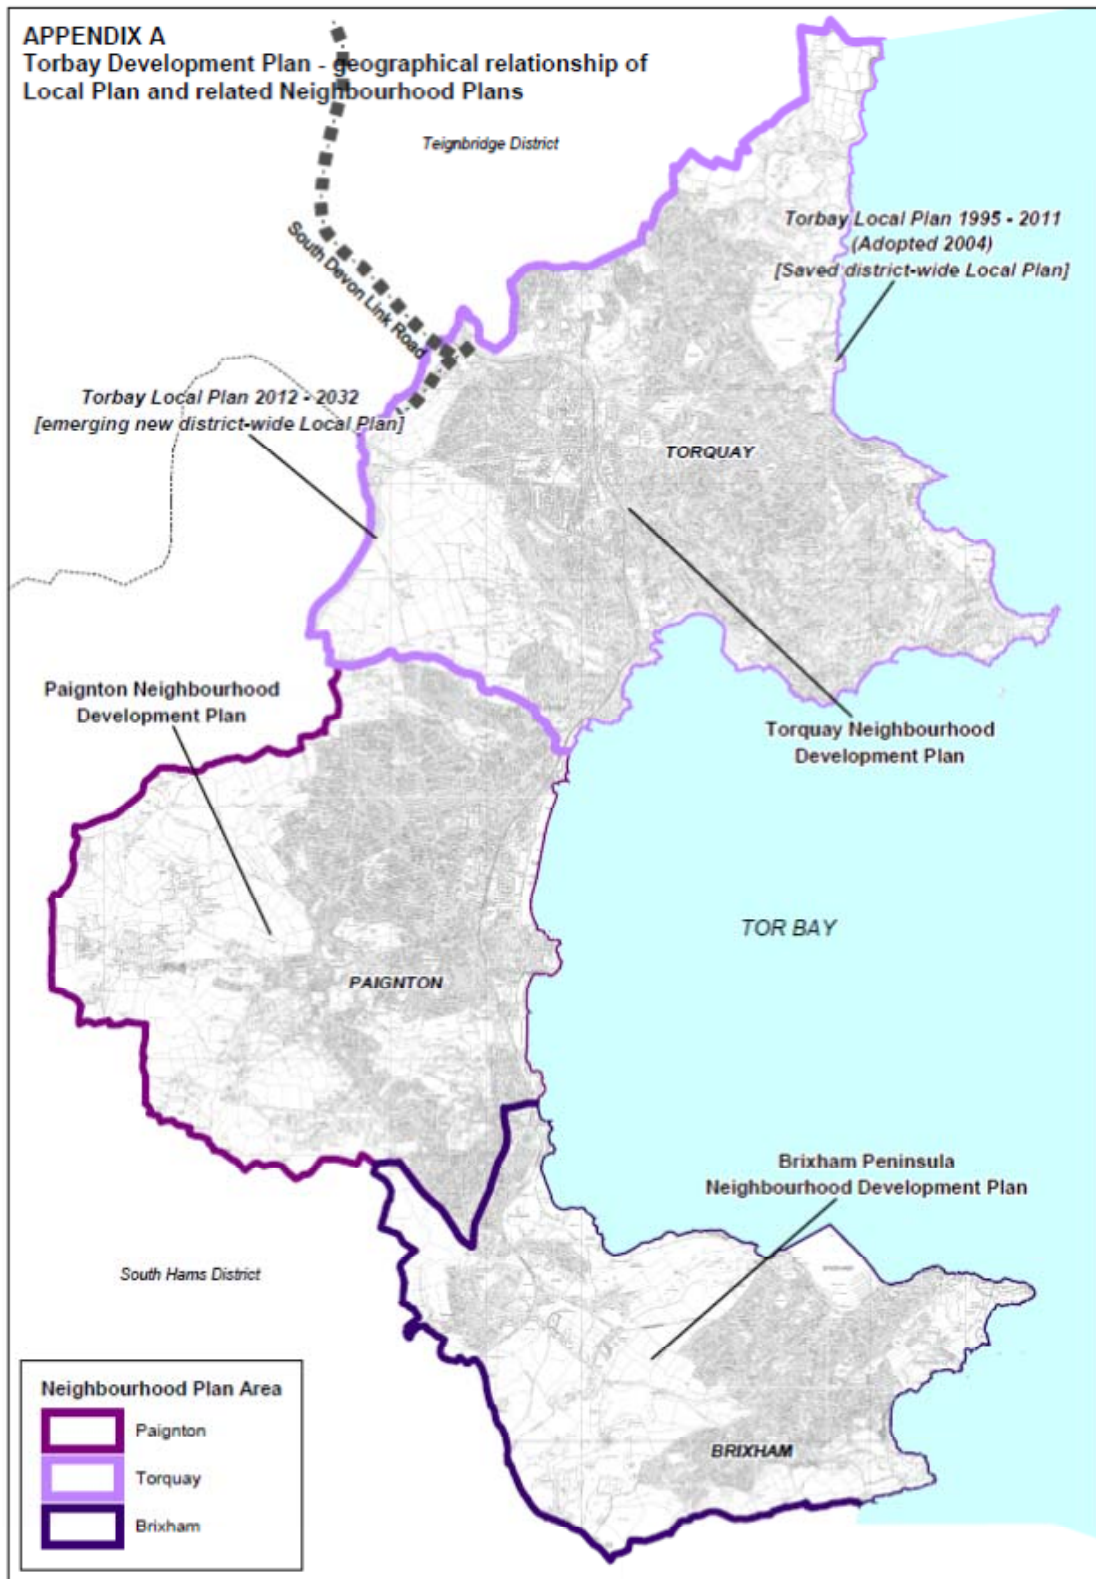 APPENDIX A
Torbay Development Plan - geographical relationship of
Local Plan and related Neighbourhood Plans
Teignbridge District
South Devon Link Road
Torbay Local Plan 1995 - 2011
(Adopted 2004)
[Saved district-wide Local Plan]
Torbay Local Plan 2012 - 2032
[emerging new district-wide Local Plan]
TORQUAY
Paignton Neighbourhood
Development Plan
Torquay Neighbourhood
Development Plan
TOR BAY
PAIGNTON
Brixham Peninsula
Neighbourhood Development Plan
South Hams District
BRIXHAM
Neighbourhood Plan Area
Paignton
Torquay
Brixham